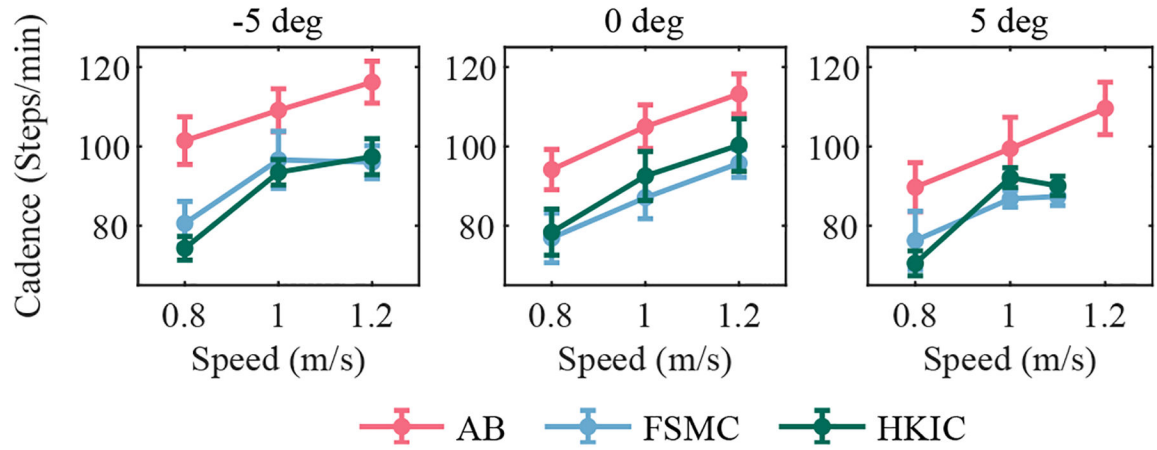 -5 deg 0 deg 5 deg
Cadence (Steps/min)
120 120 120
100 100 100
80 80 80
0.8 1 1.2 0.8 1 1.2 0.8 1 1.2
Speed (m/s) Speed (m/s) Speed (m/s)
AB FSMC HKIC